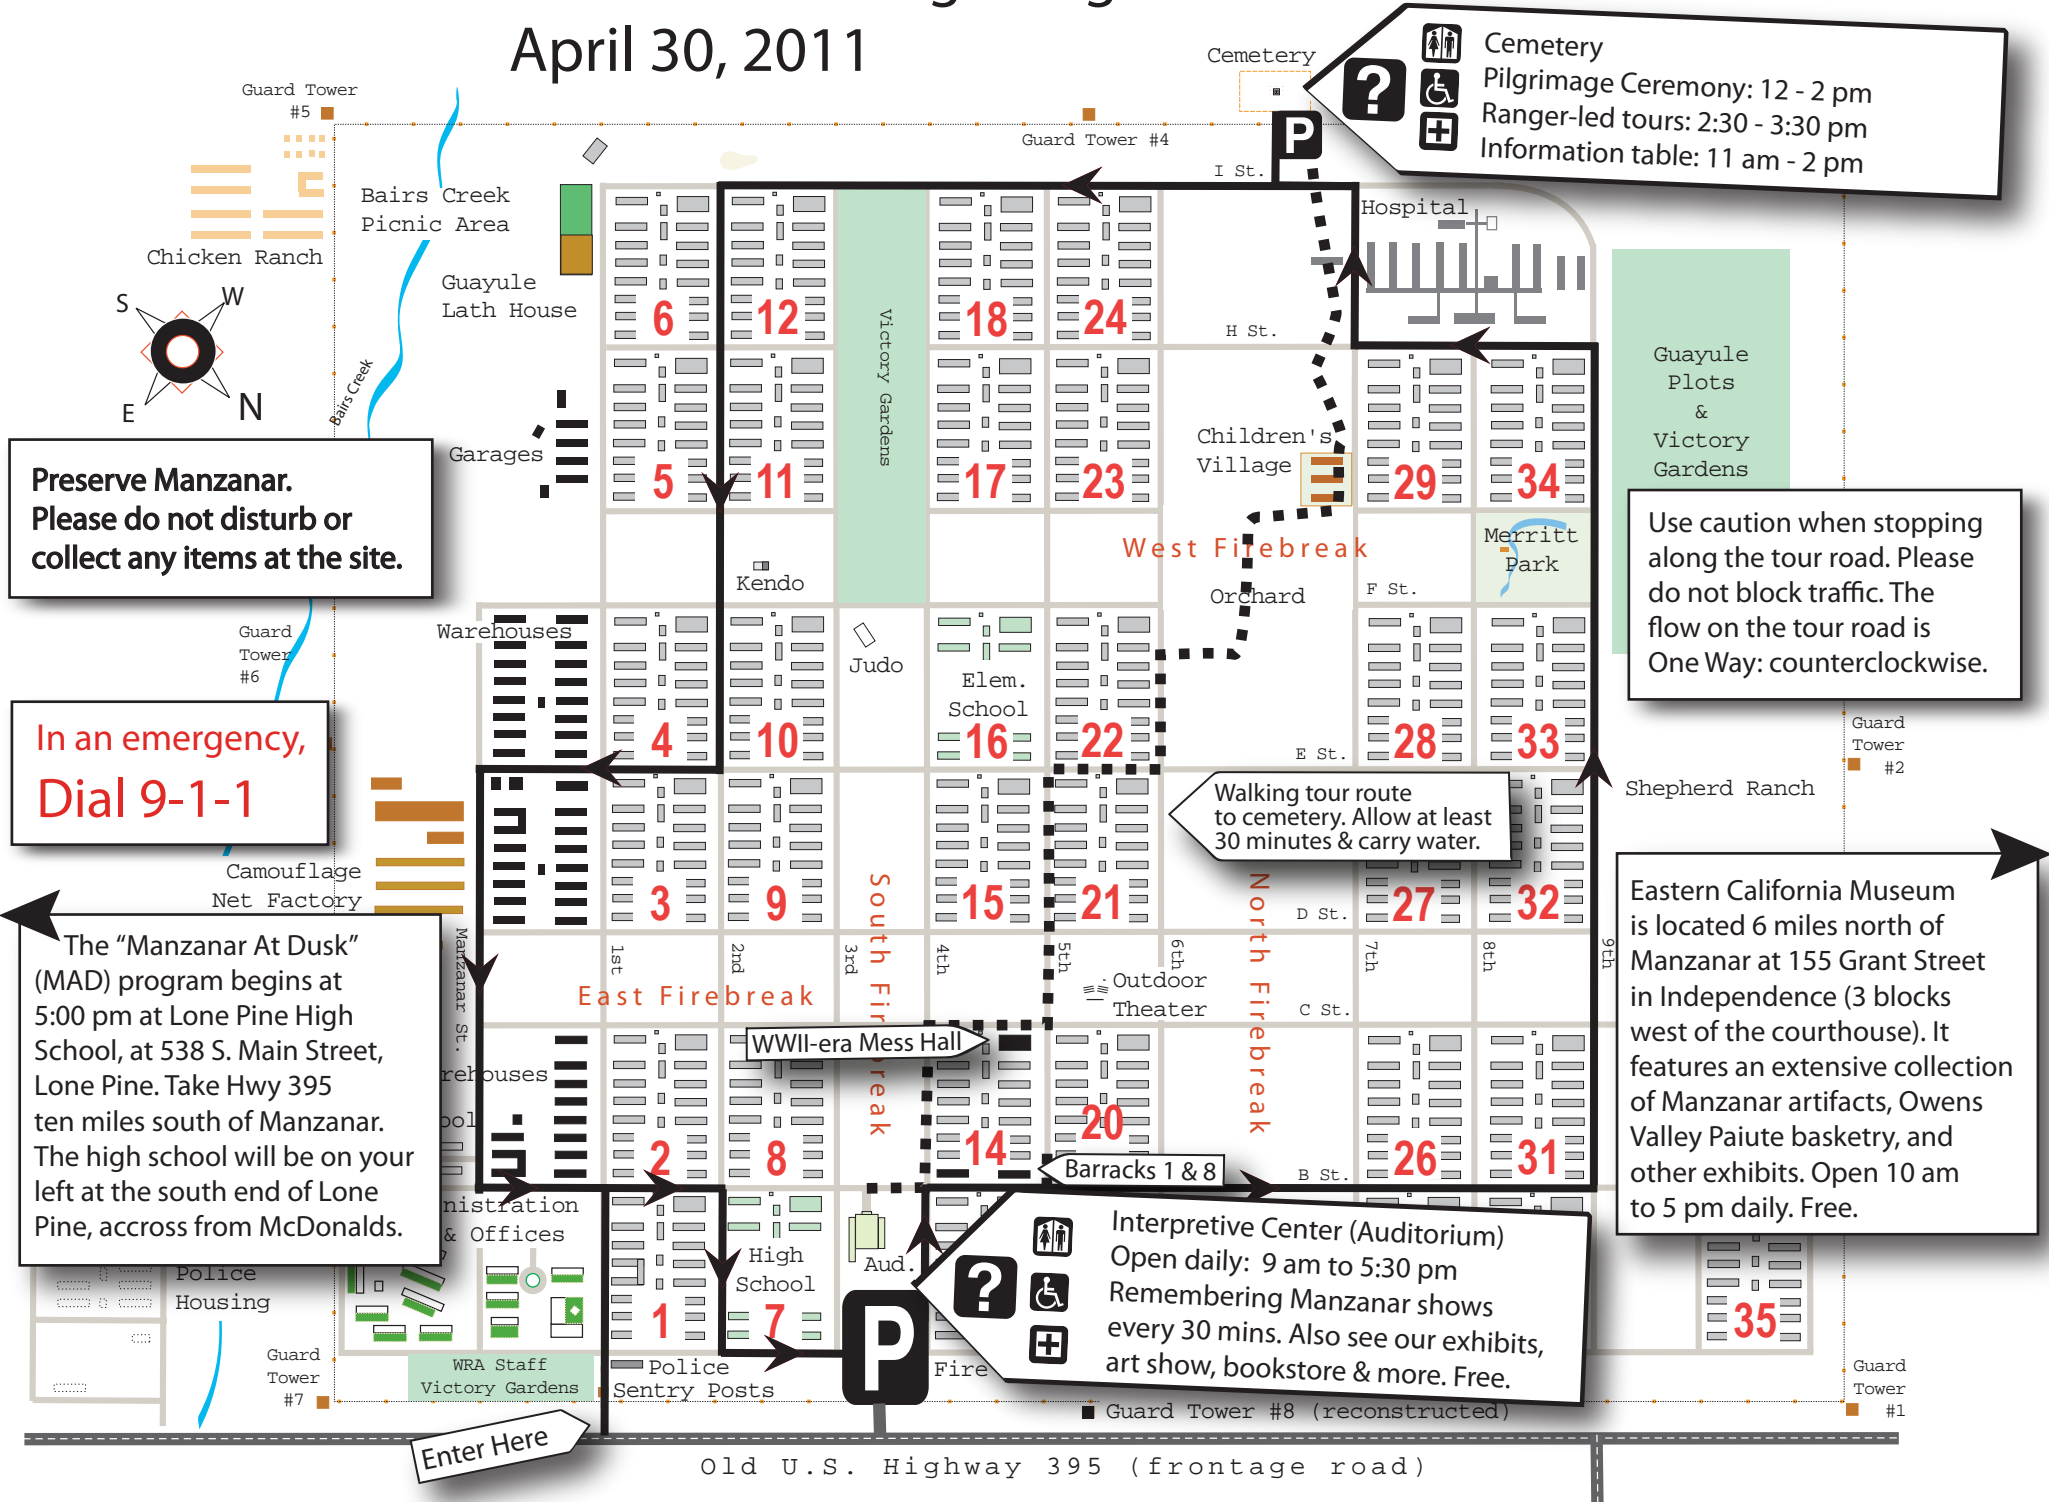 April 30, 2011
Cemetery
Pilgrimage Ceremony: 12 - 2 pm
Ranger-led tours: 2:30 - 3:30 pm
Information table: 11 am - 2 pm
?
P
Cemetery
Guard Tower
#5
Guard Tower #4
I St.
Bairs Creek
Picnic Area
Chicken Ranch
Guayule
Lath House
Hospital
S
W
E
N
6
12
18
24
Victory Gardens
H St.
Guayule
Plots
&
Victory
Gardens
Bairs Creek
Garages
5
11
17
23
Children's
Village
29
34
Preserve Manzanar.
Please do not disturb or
collect any items at the site.
West Firebreak
Merritt
Park
Kendo
Orchard
F St.
Use caution when stopping
along the tour road. Please
do not block traffic. The
flow on the tour road is
One Way: counterclockwise.
Guard
Tower
#6
Warehouses
Judo
Elem.
School
4
10
16
22
28
33
E St.
Guard
Tower
#2
In an emergency,
Dial 9-1-1
Shepherd Ranch
Walking tour route
to cemetery. Allow at least
30 minutes & carry water.
Camouflage
Net Factory
3
9
15
21
27
32
D St.
South Fir
reak
North Firebreak
Manzanar St.
1st
2nd
3rd
4th
5th
6th
7th
8th
9th
East Firebreak
Outdoor
Theater
C St.
The “Manzanar At Dusk”
(MAD) program begins at
5:00 pm at Lone Pine High
School, at 538 S. Main Street,
Lone Pine. Take Hwy 395
ten miles south of Manzanar.
The high school will be on your
left at the south end of Lone
Pine, accross from McDonalds.
Eastern California Museum
is located 6 miles north of
Manzanar at 155 Grant Street
in Independence (3 blocks
west of the courthouse). It
features an extensive collection
of Manzanar artifacts, Owens
Valley Paiute basketry, and
other exhibits. Open 10 am
to 5 pm daily. Free.
WWII-era Mess Hall
rehouses
ool
2
8
14
20
26
31
Barracks 1 & 8
B St.
nistration
& Offices
High
School
Aud.
?
Interpretive Center (Auditorium)
Open daily: 9 am to 5:30 pm
Remembering Manzanar shows
every 30 mins. Also see our exhibits,
art show, bookstore & more. Free.
Police
Housing
1
7
P
35
Guard
Tower
#7
WRA Staff
Victory Gardens
Police
Sentry Posts
Fire
Guard Tower #8 (reconstructed)
Guard
Tower
#1
Enter Here
Old U.S. Highway 395 (frontage road)